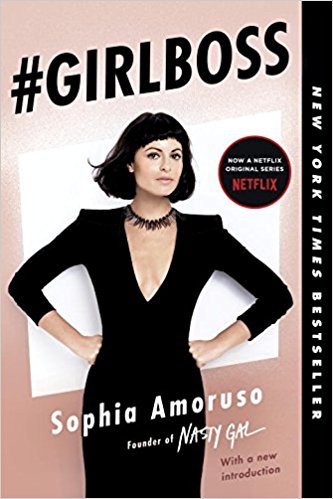 #GIRLBOSS
NOW A NETFLIX
ORIGINAL SERIES
NETFLIX
NEW YORK TIMES BESTSELLER
Sophia Amoruso
Founder of NASTY GAL
With a new
introduction